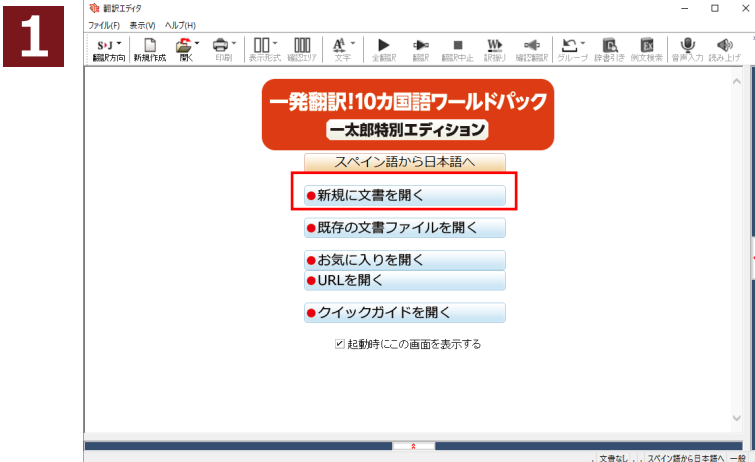 1
翻訳エディタ
ファイル(F) 表示(V) ヘルプ(H)
S›J
翻訳方向 新規作成 開く 印刷 表示形式 確認エリア 文字 全翻訳 翻訳 翻訳中止 訳振り 確認翻訳 グループ 辞書引き 例文検索 音声入力 読み上げ
一発翻訳!10カ国語ワールドパック
一太郎特別エディション
スペイン語から日本語へ
新規に文書を開く
既存の文書ファイルを開く
お気に入りを開く
URLを開く
クイックガイドを開く
起動時にこの画面を表示する
文書なし スペイン語から日本語へ 一般